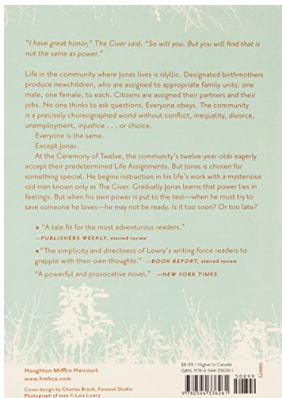 "I have great honor," The Giver said. "So will you. But you will find that is
not the same as power."
Life in the community where Jonas lives is idyllic. Designated birthmothers
produce newchildren, who are assigned to appropriate family units: one
male, one female, to each. Citizens are assigned their partners and their
jobs. No one thinks to ask questions. Everyone obeys. The community
is a precisely choreographed world without conflict, inequality, divorce,
unemployment, injustice . . . or choice.
Everyone is the same.
Except Jonas.
At the Ceremony of Twelve, the community's twelve-year-olds eagerly
accept their predetermined Life Assignments. But Jonas is chosen for
something special. He begins instruction in his life's work with a mysterious
old man known only as The Giver. Gradually Jonas learns that power lies in
feelings. But when his own power is put to the test—when he must try to
save someone he loves—he may not be ready. Is it too soon? Or too late?
★ "A tale fit for the most adventurous readers."
—PUBLISHERS WEEKLY, starred review
★ "The simplicity and directness of Lowry's writing force readers to
grapple with their own thoughts." —BOOK REPORT, starred review
"A powerful and provocative novel." —NEW YORK TIMES
Houghton Mifflin Harcourt
www.hmhco.com
Cover design by Charles Brock, Faceout Studio
Photograph of man © Lois Lowry
$8.99 / Higher in Canada
ISBN: 978-0-544-33626-1
50899
9 780544 336261